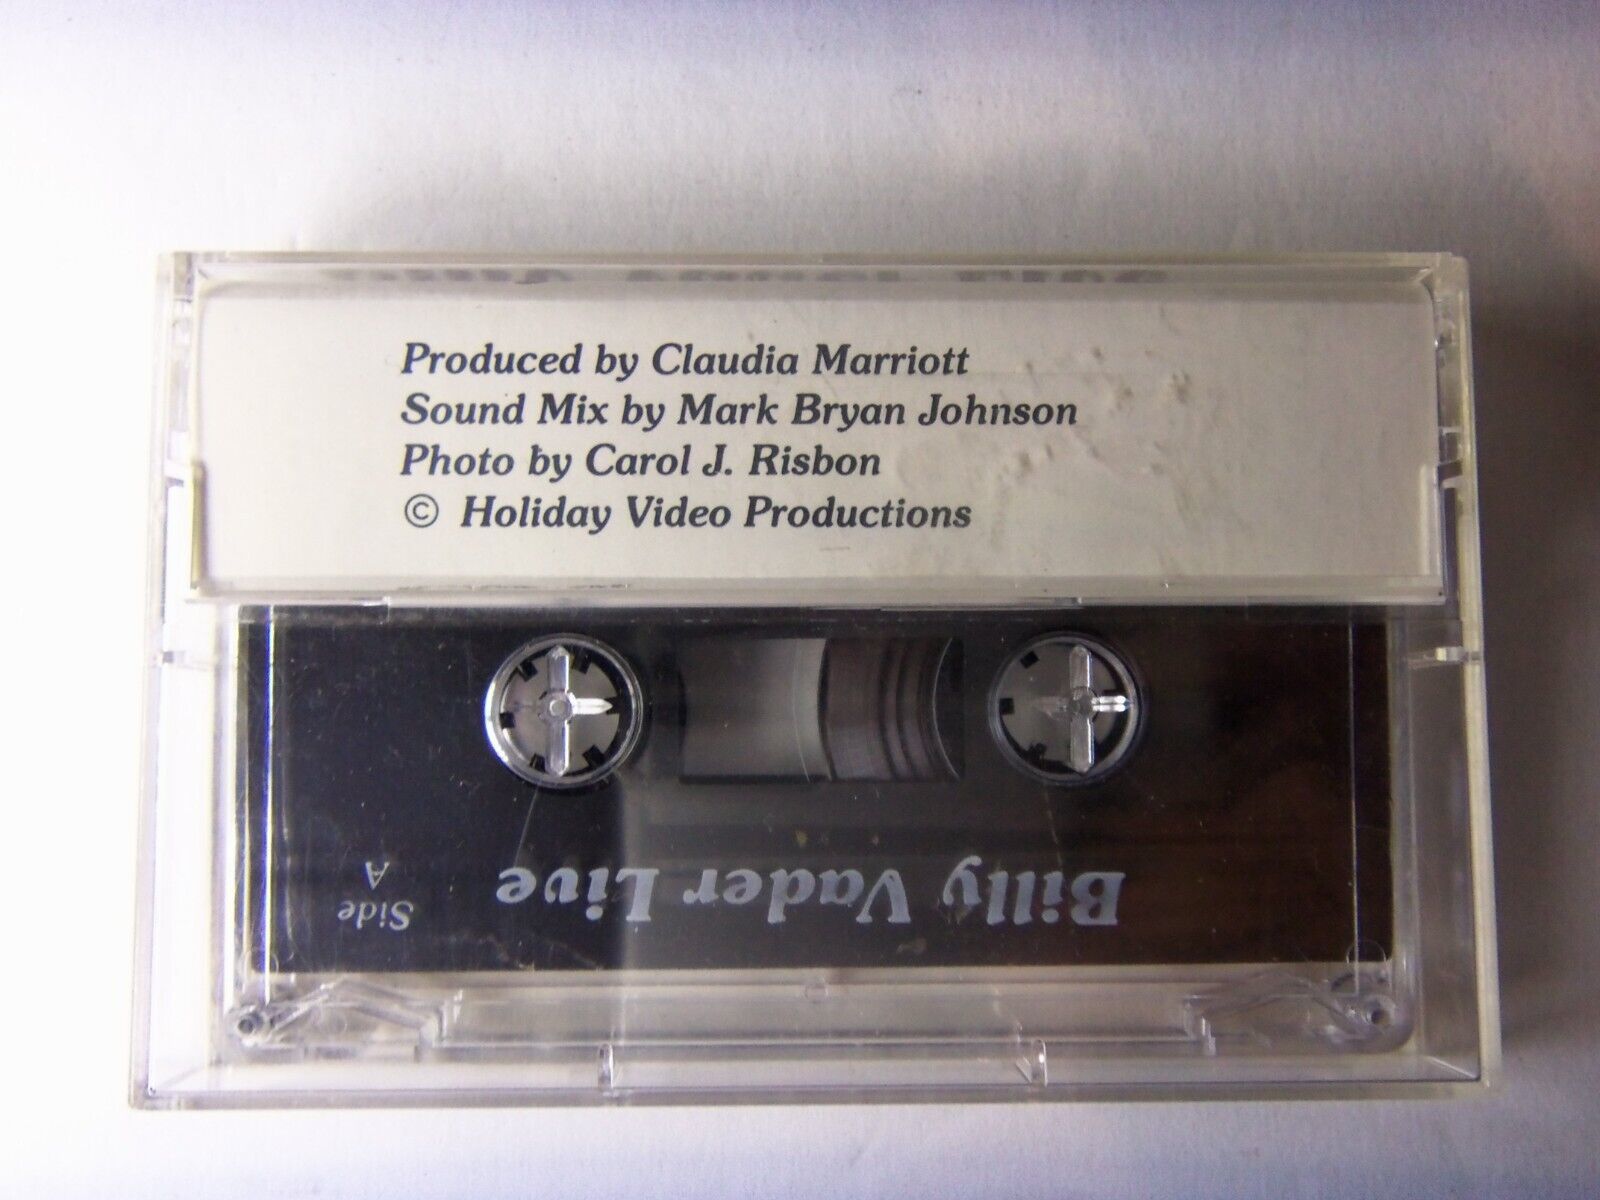 Produced by Claudia Marriott
Sound Mix by Mark Bryan Johnson
Photo by Carol J. Risbon
© Holiday Video Productions
Billy Vader Live
Side
A